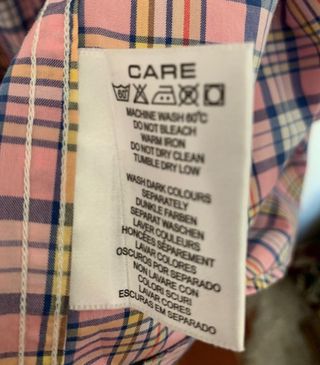 CARE
60
MACHINE WASH 60°C
DO NOT BLEACH
WARM IRON
DO NOT DRY CLEAN
TUMBLE DRY LOW
WASH DARK COLOURS
SEPARATELY
DUNKLE FARBEN
SEPARAT WASCHEN
LAVER COULEURS
HONCÉES SÉPAREMENT
LAVAR COLORES
OSCUROS POR SEPARADO
NON LAVARE CON
COLORI SCURI
LAVAR CORES
ESCURAS EM SEPARADO